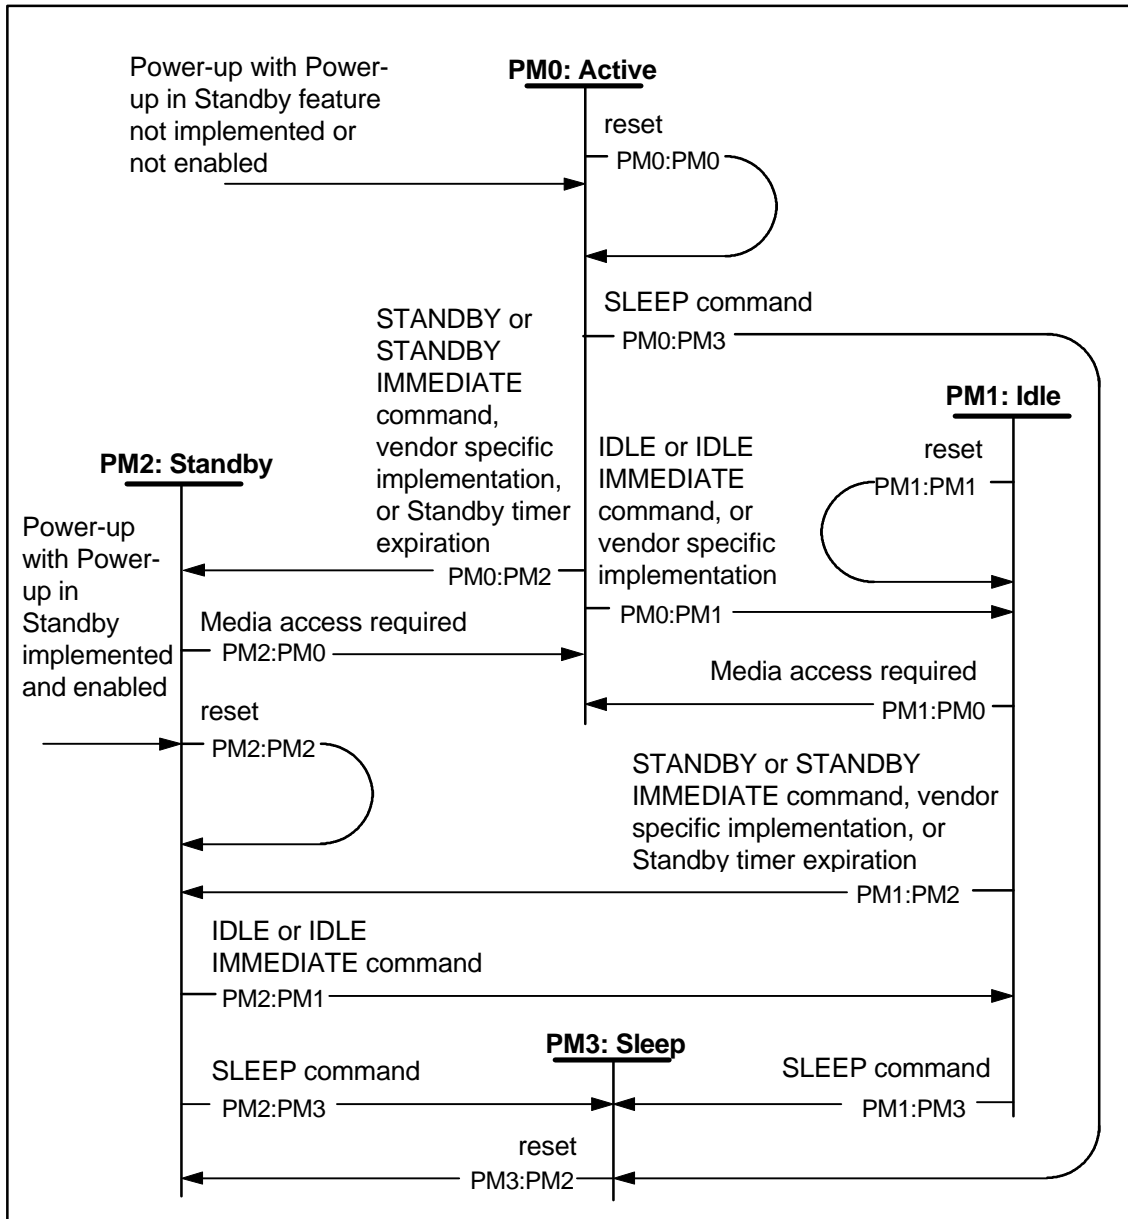 Power-up with Power-
up in Standby feature
not implemented or
not enabled
PM0: Active
reset
PM0:PM0
SLEEP command
PM0:PM3
STANDBY or
STANDBY
IMMEDIATE
command,
vendor specific
implementation,
or Standby timer
expiration
PM0:PM2
PM1: Idle
IDLE or IDLE
IMMEDIATE
command, or
vendor specific
implementation
PM0:PM1
reset
PM1:PM1
PM2: Standby
Power-up
with Power-
up in
Standby
implemented
and enabled
Media access required
PM2:PM0
Media access required
PM1:PM0
reset
PM2:PM2
STANDBY or STANDBY
IMMEDIATE command, vendor
specific implementation, or
Standby timer expiration
PM1:PM2
IDLE or IDLE
IMMEDIATE command
PM2:PM1
PM3: Sleep
SLEEP command
PM2:PM3
SLEEP command
PM1:PM3
reset
PM3:PM2